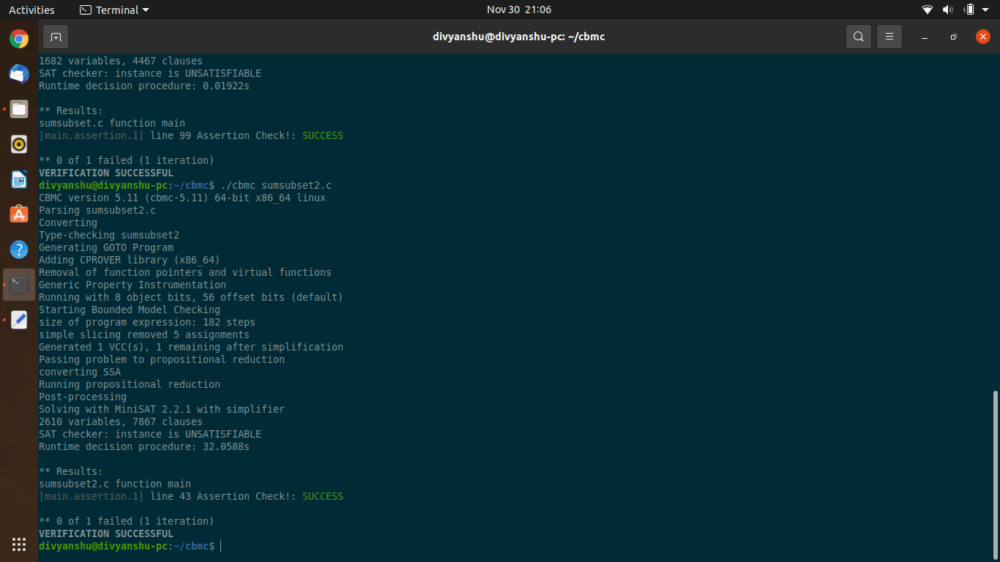 Activities Terminal Nov 30 21:06
divyanshu@divyanshu-pc: ~/cbmc
1682 variables, 4467 clauses
SAT checker: instance is UNSATISFIABLE
Runtime decision procedure: 0.01922s
** Results:
sumsubset.c function main
[main.assertion.1] line 99 Assertion Check!: SUCCESS
** 0 of 1 failed (1 iteration)
VERIFICATION SUCCESSFUL
divyanshu@divyanshu-pc:~/cbmc$ ./cbmc sumsubset2.c
CBMC version 5.11 (cbmc-5.11) 64-bit x86_64 linux
Parsing sumsubset2.c
Converting
Type-checking sumsubset2
Generating GOTO Program
Adding CPROVER library (x86_64)
Removal of function pointers and virtual functions
Generic Property Instrumentation
Running with 8 object bits, 56 offset bits (default)
Starting Bounded Model Checking
size of program expression: 182 steps
simple slicing removed 5 assignments
Generated 1 VCC(s), 1 remaining after simplification
Passing problem to propositional reduction
converting SSA
Running propositional reduction
Post-processing
Solving with MiniSAT 2.2.1 with simplifier
2610 variables, 7867 clauses
SAT checker: instance is UNSATISFIABLE
Runtime decision procedure: 32.0588s
** Results:
sumsubset2.c function main
[main.assertion.1] line 43 Assertion Check!: SUCCESS
** 0 of 1 failed (1 iteration)
VERIFICATION SUCCESSFUL
divyanshu@divyanshu-pc:~/cbmc$